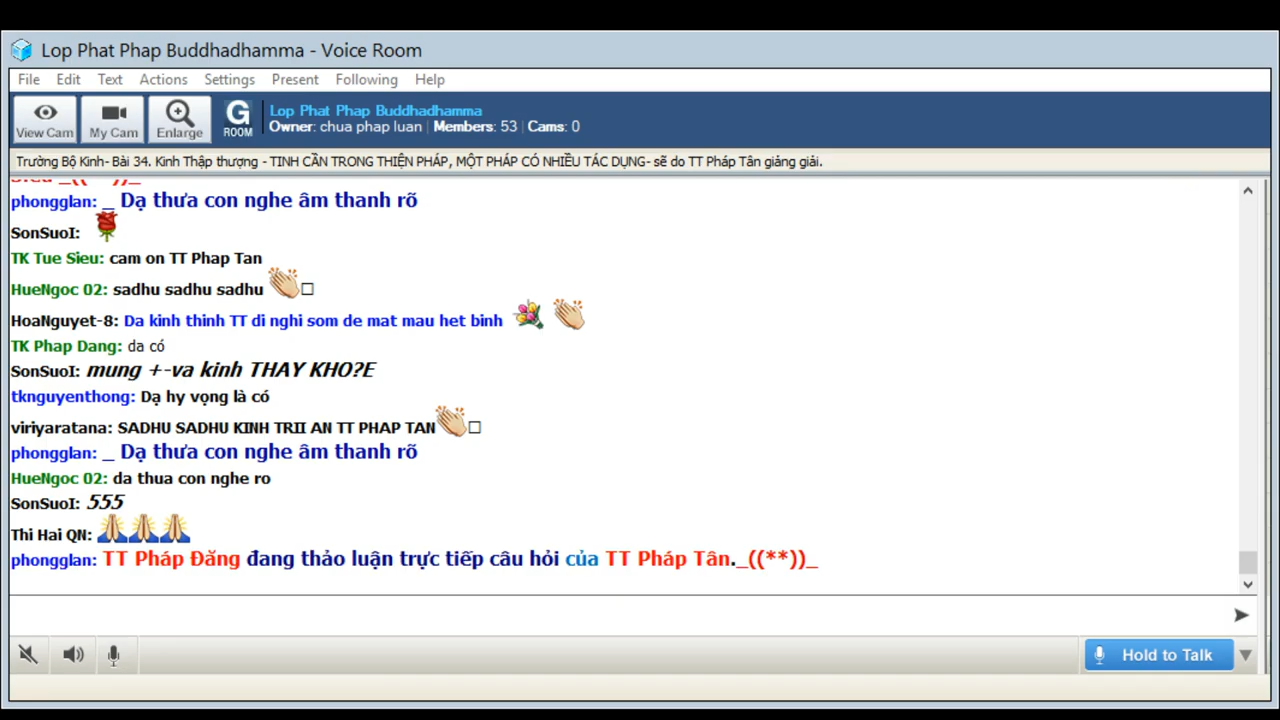 Lop Phat Phap Buddhadhamma - Voice Room
File Edit Text Actions Settings Present Following Help
View Cam My Cam Enlarge G ROOM
Lop Phat Phap Buddhadhamma
Owner: chua phap luan | Members: 53 | Cams: 0
Trường Bộ Kinh- Bài 34. Kinh Thập thượng - TINH CẦN TRONG THIỆN PHÁP, MỘT PHÁP CÓ NHIỀU TÁC DỤNG- sẽ do TT Pháp Tân giảng giải.
phongglan: _ Dạ thưa con nghe âm thanh rõ
SonSuoI:
TK Tue Sieu: cam on TT Phap Tan
HueNgoc 02: sadhu sadhu sadhu
HoaNguyet-8: Da kinh thinh TT di nghi som de mat mau het binh
TK Phap Dang: da có
SonSuoI: mung +-va kinh THAY KHO?E
tknguyenthong: Dạ hy vọng là có
viriyaratana: SADHU SADHU KINH TRII AN TT PHAP TAN
phongglan: _ Dạ thưa con nghe âm thanh rõ
HueNgoc 02: da thua con nghe ro
SonSuoI: 555
Thi Hai QN:
phongglan: TT Pháp Đăng đang thảo luận trực tiếp câu hỏi của TT Pháp Tân._((**))_
Hold to Talk